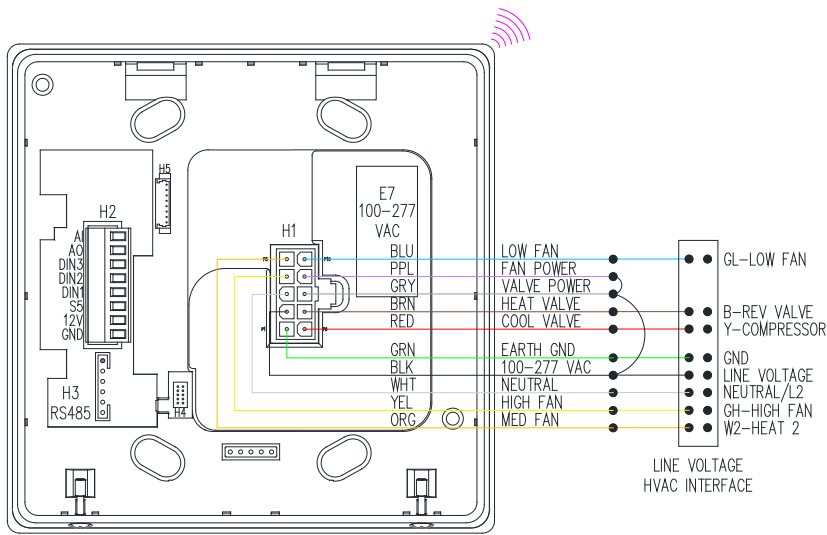 H5
H2
AI
AO
DIN3
DIN2
DIN1
S5
12V
GND
H3
RS485
H4
H1
E7
100-277
VAC
BLU LOW FAN GL-LOW FAN
PPL FAN POWER
GRY VALVE POWER
BRN HEAT VALVE B-REV VALVE
RED COOL VALVE Y-COMPRESSOR
GRN EARTH GND GND
BLK 100-277 VAC LINE VOLTAGE
WHT NEUTRAL NEUTRAL/L2
YEL HIGH FAN GH-HIGH FAN
ORG MED FAN W2-HEAT 2
LINE VOLTAGE
HVAC INTERFACE